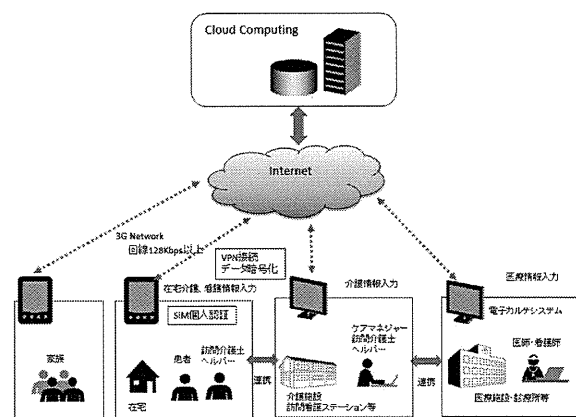 Cloud Computing
Internet
3G Network
回線128Kbps以上
VPN接続
データ暗号化
在宅介護、看護情報入力
介護情報入力
医療情報入力
SIM個人認証
電子カルテシステム
家族
患者
訪問介護士
ヘルパー
在宅
連携
ケアマネジャー
訪問介護士
ヘルパー
介護施設
訪問看護ステーション等
連携
医師・看護師
医療施設・診療所等